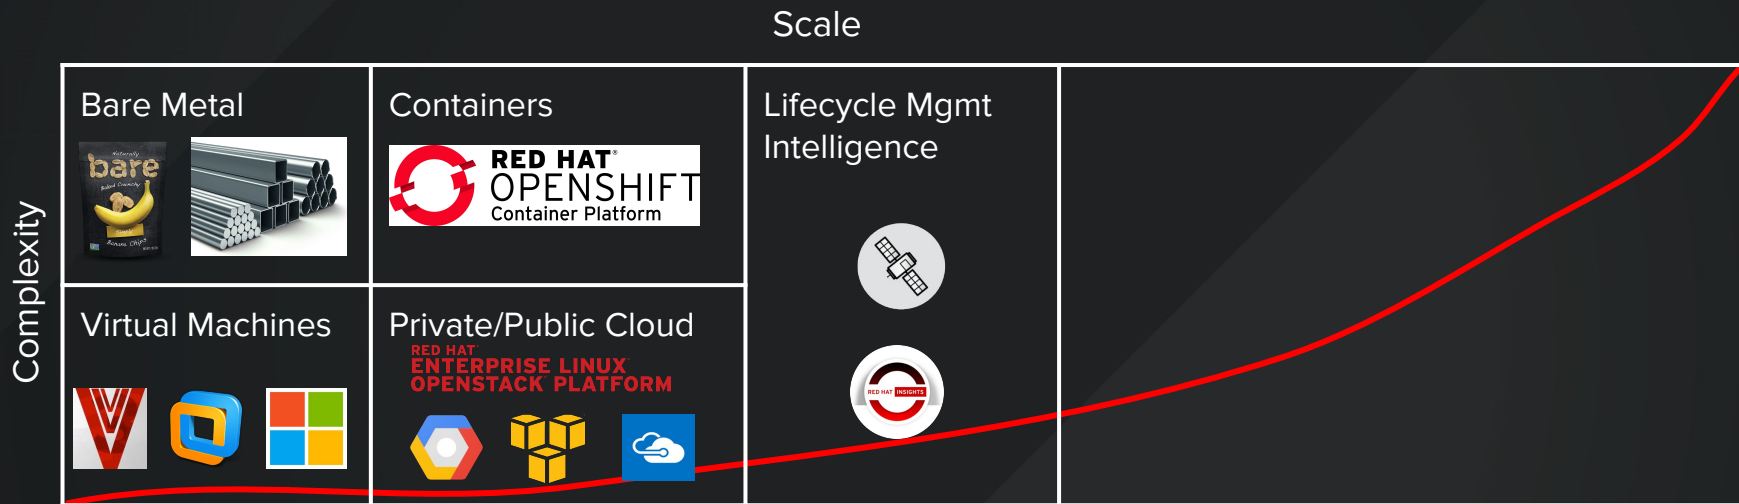 Scale
Complexity
Bare Metal
Naturally
bare
Baked Crunchy
Simply
Banana Chips
Containers
RED HAT®
OPENSHIFT
Container Platform
Lifecycle Mgmt
Intelligence
Virtual Machines
Private/Public Cloud
RED HAT
ENTERPRISE LINUX
OPENSTACK PLATFORM
RED HAT INSIGHTS